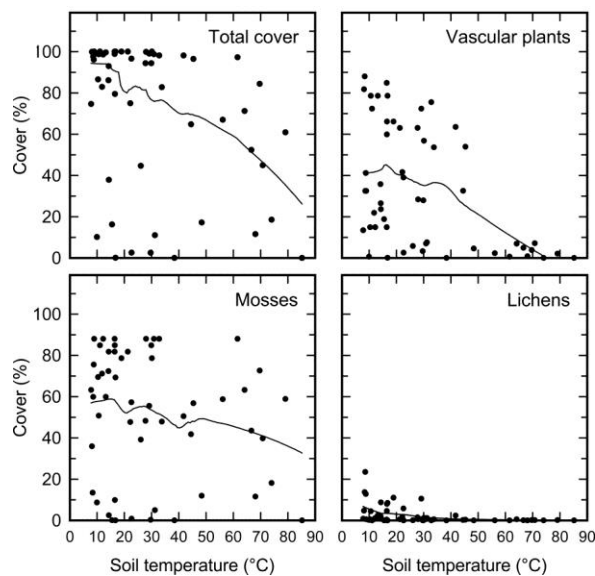 Total cover
Vascular plants
100
80
60
40
20
0
Cover (%)
Mosses
Lichens
100
80
60
40
20
0
Cover (%)
0 10 20 30 40 50 60 70 80 90
0 10 20 30 40 50 60 70 80 90
Soil temperature (°C)
Soil temperature (°C)